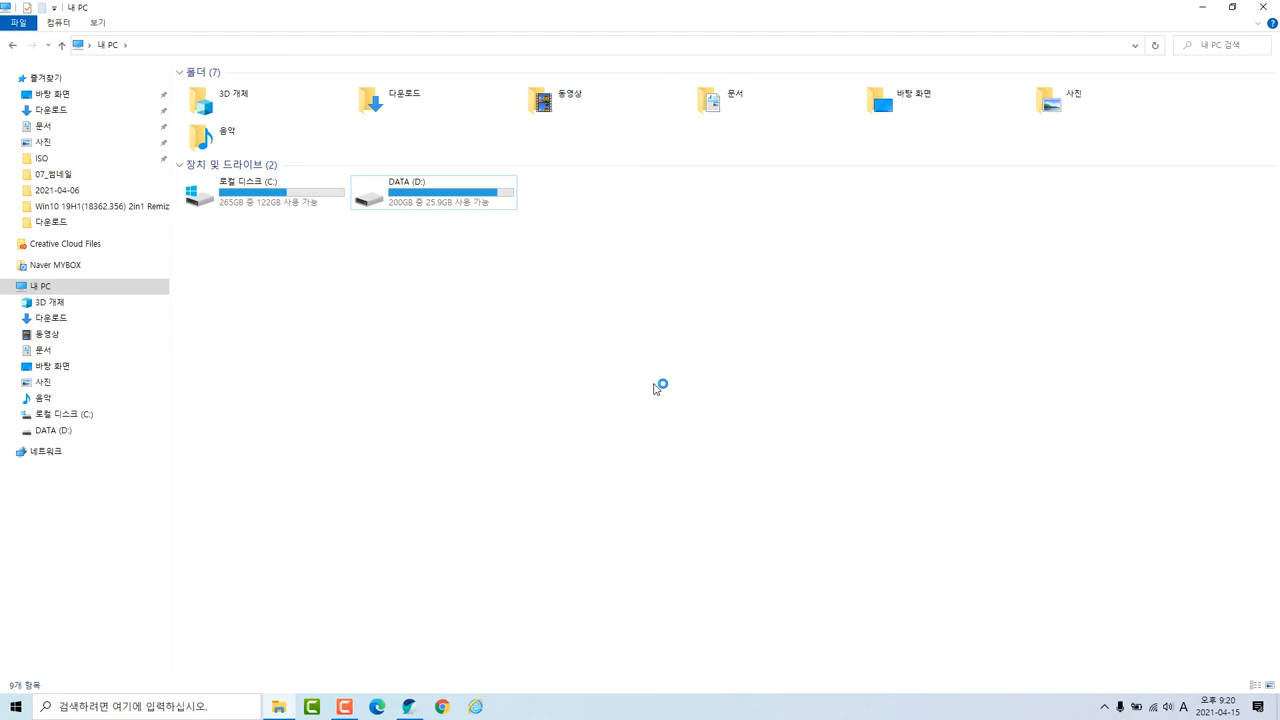 내 PC
파일 컴퓨터 보기
내 PC
내 PC 검색
즐겨찾기
바탕 화면
다운로드
문서
사진
ISO
07_썸네일
2021-04-06
Win10 19H1(18362.356) 2in1 Remiz
다운로드
Creative Cloud Files
Naver MYBOX
내 PC
3D 개체
다운로드
동영상
문서
바탕 화면
사진
음악
로컬 디스크 (C:)
DATA (D:)
네트워크
폴더 (7)
3D 개체 다운로드 동영상 문서 바탕 화면 사진
음악
장치 및 드라이브 (2)
로컬 디스크 (C:)
265GB 중 122GB 사용 가능
DATA (D:)
200GB 중 25.9GB 사용 가능
9개 항목
검색하려면 여기에 입력하십시오.
A
오후 9:20
2021-04-15